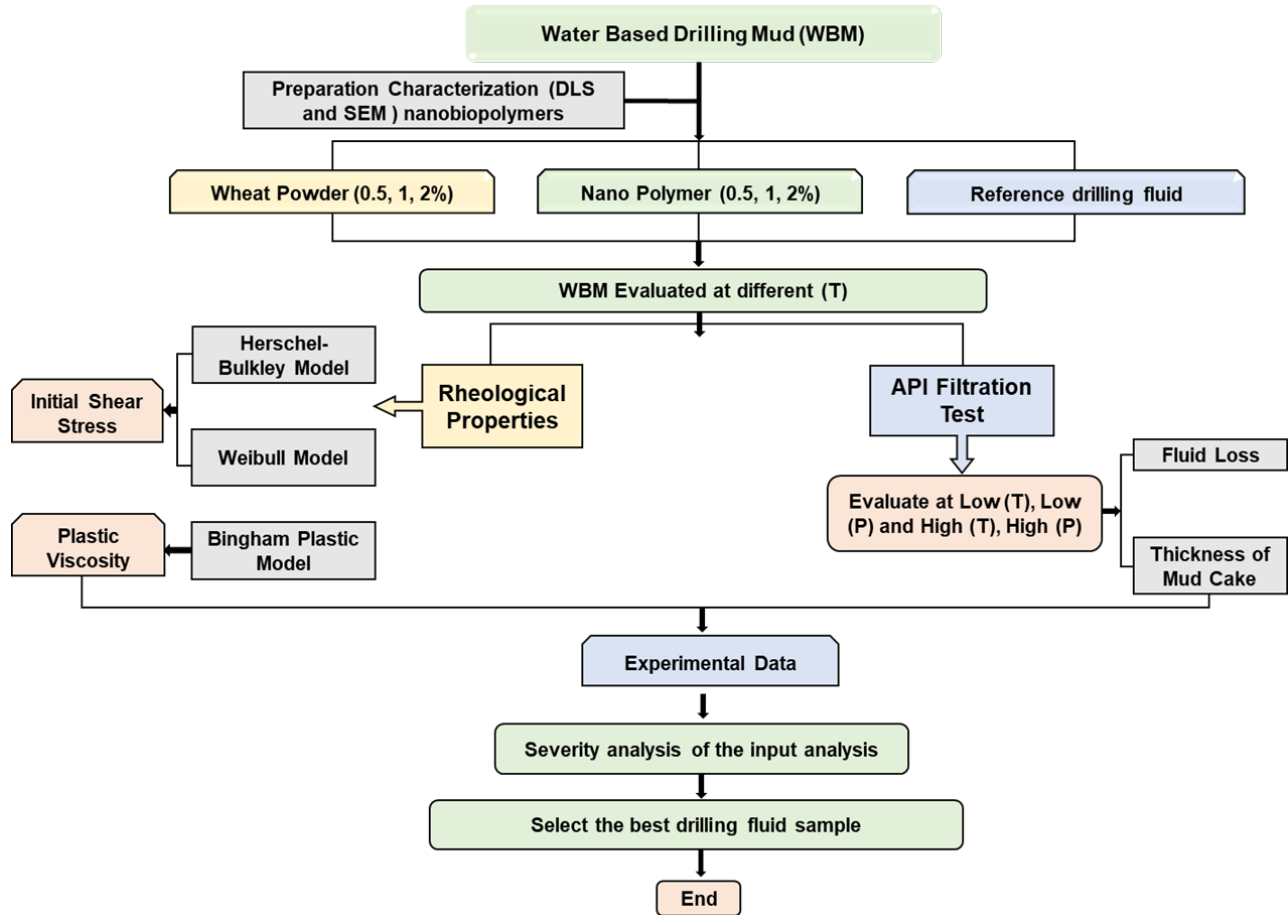 Water Based Drilling Mud (WBM)
Preparation Characterization (DLS
and SEM ) nanobiopolymers
Wheat Powder (0.5, 1, 2%)
Nano Polymer (0.5, 1, 2%)
Reference drilling fluid
WBM Evaluated at different (T)
Herschel-
Bulkley Model
Initial Shear
Stress
Weibull Model
Rheological
Properties
API Filtration
Test
Fluid Loss
Evaluate at Low (T), Low
(P) and High (T), High (P)
Thickness of
Mud Cake
Plastic
Viscosity
Bingham Plastic
Model
Experimental Data
Severity analysis of the input analysis
Select the best drilling fluid sample
End